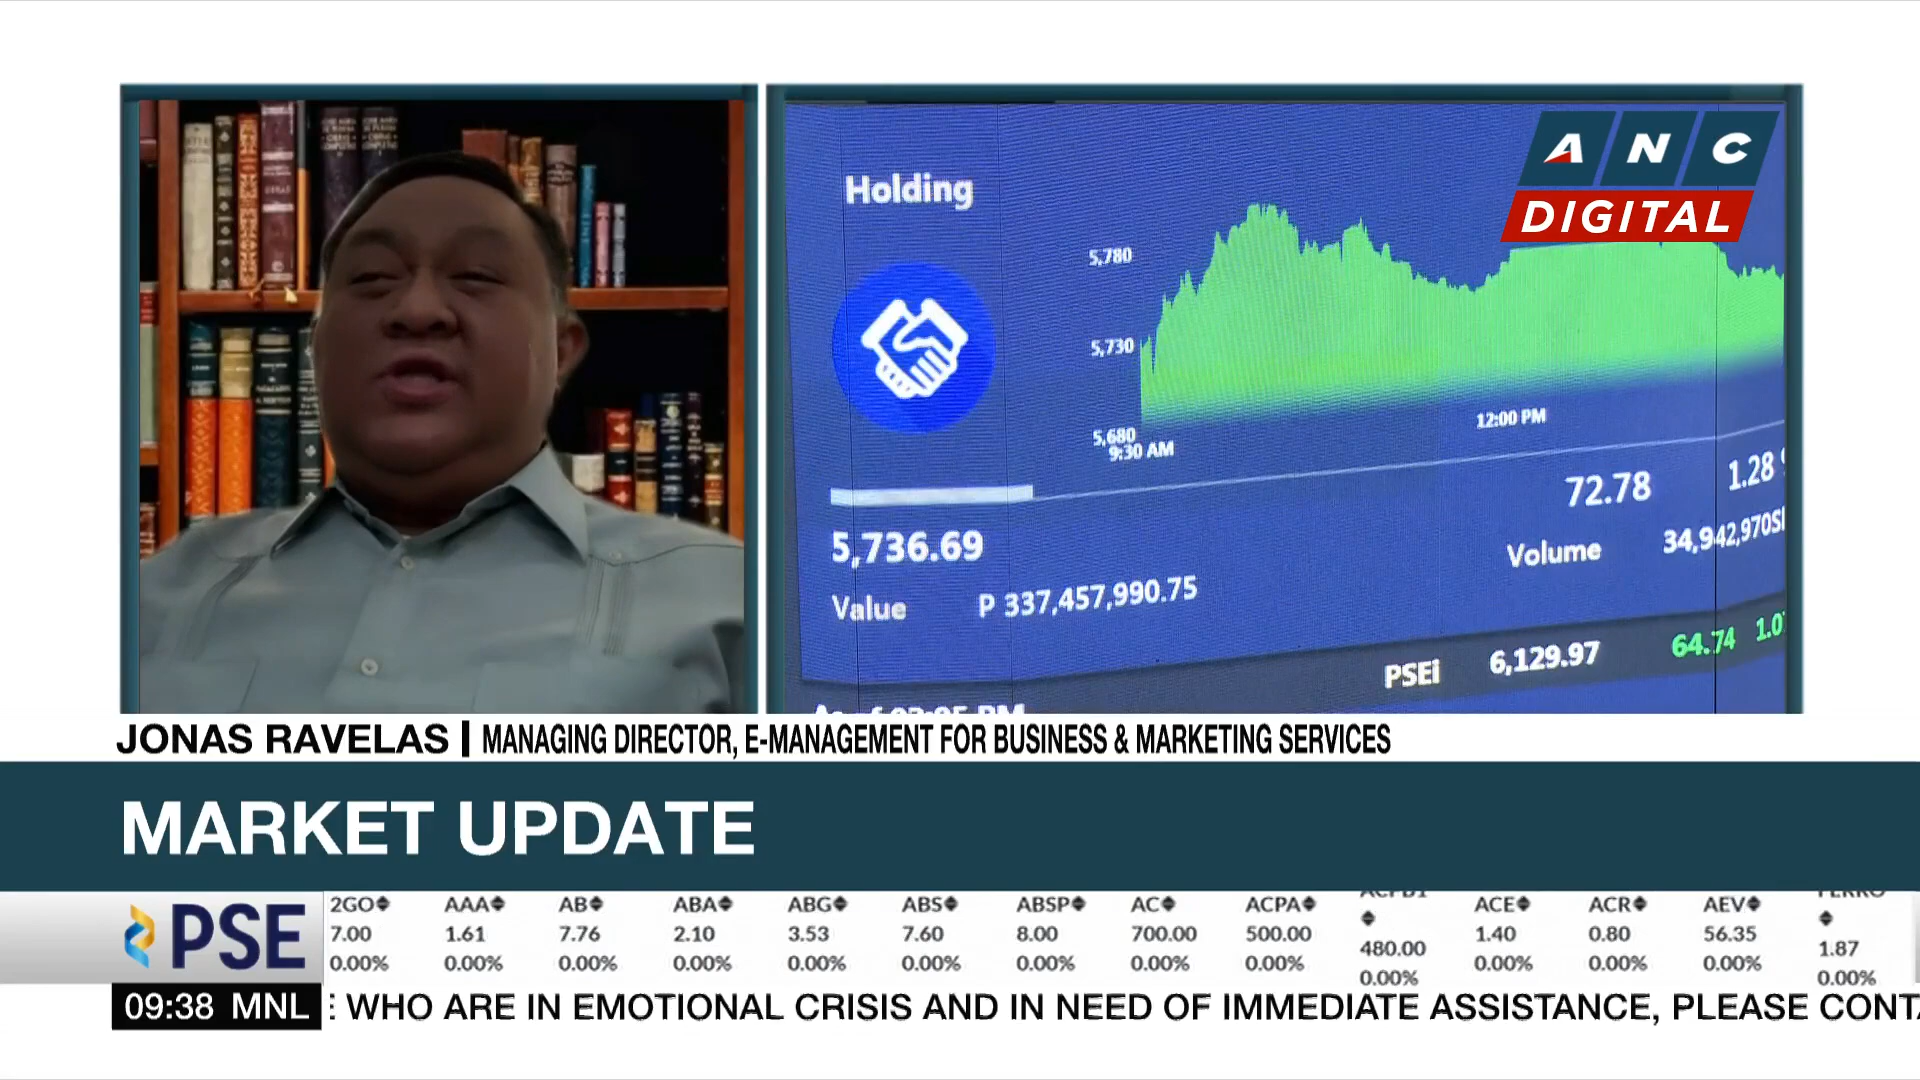 ANC
DIGITAL
Holding
5,780
5,730
5,680
9:30 AM
12:00 PM
72.78
1.28
5,736.69
Volume
34,942,970
Value
P 337,457,990.75
PSEi
6,129.97
64.74
1.0
JONAS RAVELAS | MANAGING DIRECTOR, E-MANAGEMENT FOR BUSINESS & MARKETING SERVICES
MARKET UPDATE
PSE
2GO AAA AB ABA ABG ABS ABSP AC ACPA ACE ACR AEV
7.00 1.61 7.76 2.10 3.53 7.60 8.00 700.00 500.00 480.00 1.40 0.80 56.35 1.87
0.00% 0.00% 0.00% 0.00% 0.00% 0.00% 0.00% 0.00% 0.00% 0.00% 0.00% 0.00% 0.00% 0.00%
09:38 MNL
WHO ARE IN EMOTIONAL CRISIS AND IN NEED OF IMMEDIATE ASSISTANCE, PLEASE CONTA